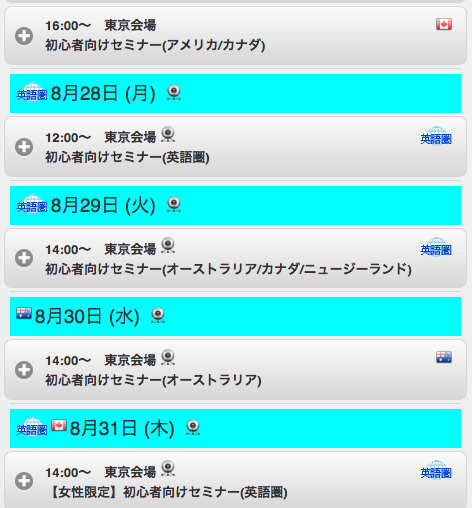 16:00～　東京会場
初心者向けセミナー(アメリカ/カナダ)
英語圏 8月28日 (月)
12:00～　東京会場
英語圏
初心者向けセミナー(英語圏)
英語圏 8月29日 (火)
14:00～　東京会場
英語圏
初心者向けセミナー(オーストラリア/カナダ/ニュージーランド)
8月30日 (水)
14:00～　東京会場
初心者向けセミナー(オーストラリア)
英語圏 8月31日 (木)
14:00～　東京会場
英語圏
【女性限定】初心者向けセミナー(英語圏)